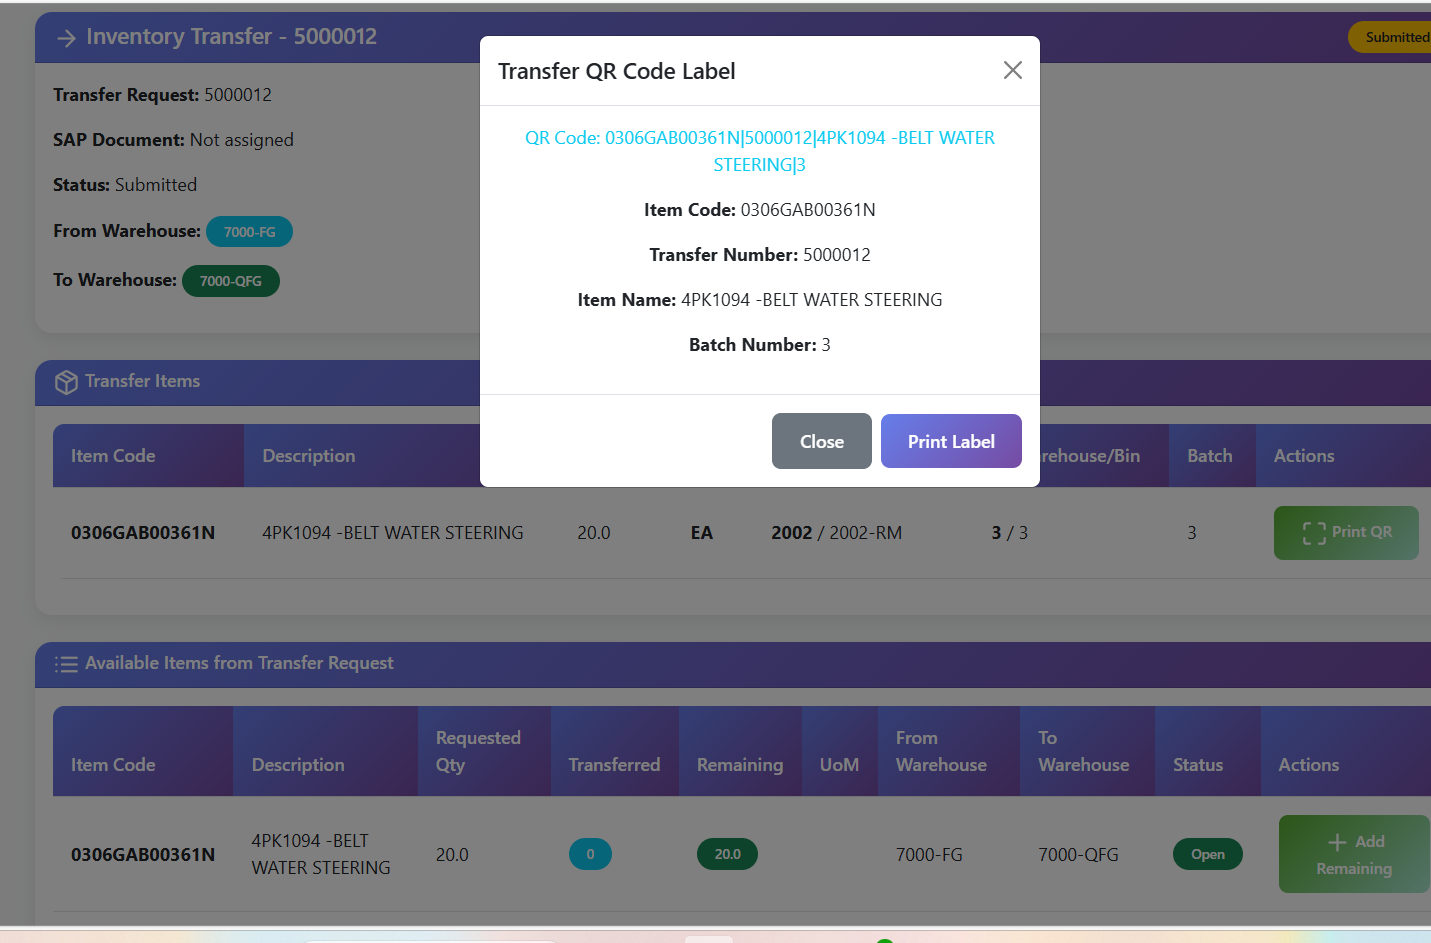 Inventory Transfer - 5000012
Submitted
Transfer Request: 5000012
SAP Document: Not assigned
Status: Submitted
From Warehouse: 7000-FG
To Warehouse: 7000-QFG
Transfer QR Code Label
QR Code: 0306GAB00361N|5000012|4PK1094 -BELT WATER
STEERING|3
Item Code: 0306GAB00361N
Transfer Number: 5000012
Item Name: 4PK1094 -BELT WATER STEERING
Batch Number: 3
Close
Print Label
Transfer Items
Item Code Description rehouse/Bin Batch Actions
0306GAB00361N 4PK1094 -BELT WATER STEERING 20.0 EA 2002 / 2002-RM 3 / 3 3 Print QR
Available Items from Transfer Request
Item Code Description Requested Qty Transferred Remaining UoM From Warehouse To Warehouse Status Actions
0306GAB00361N 4PK1094 -BELT WATER STEERING 20.0 0 20.0 7000-FG 7000-QFG Open Add Remaining